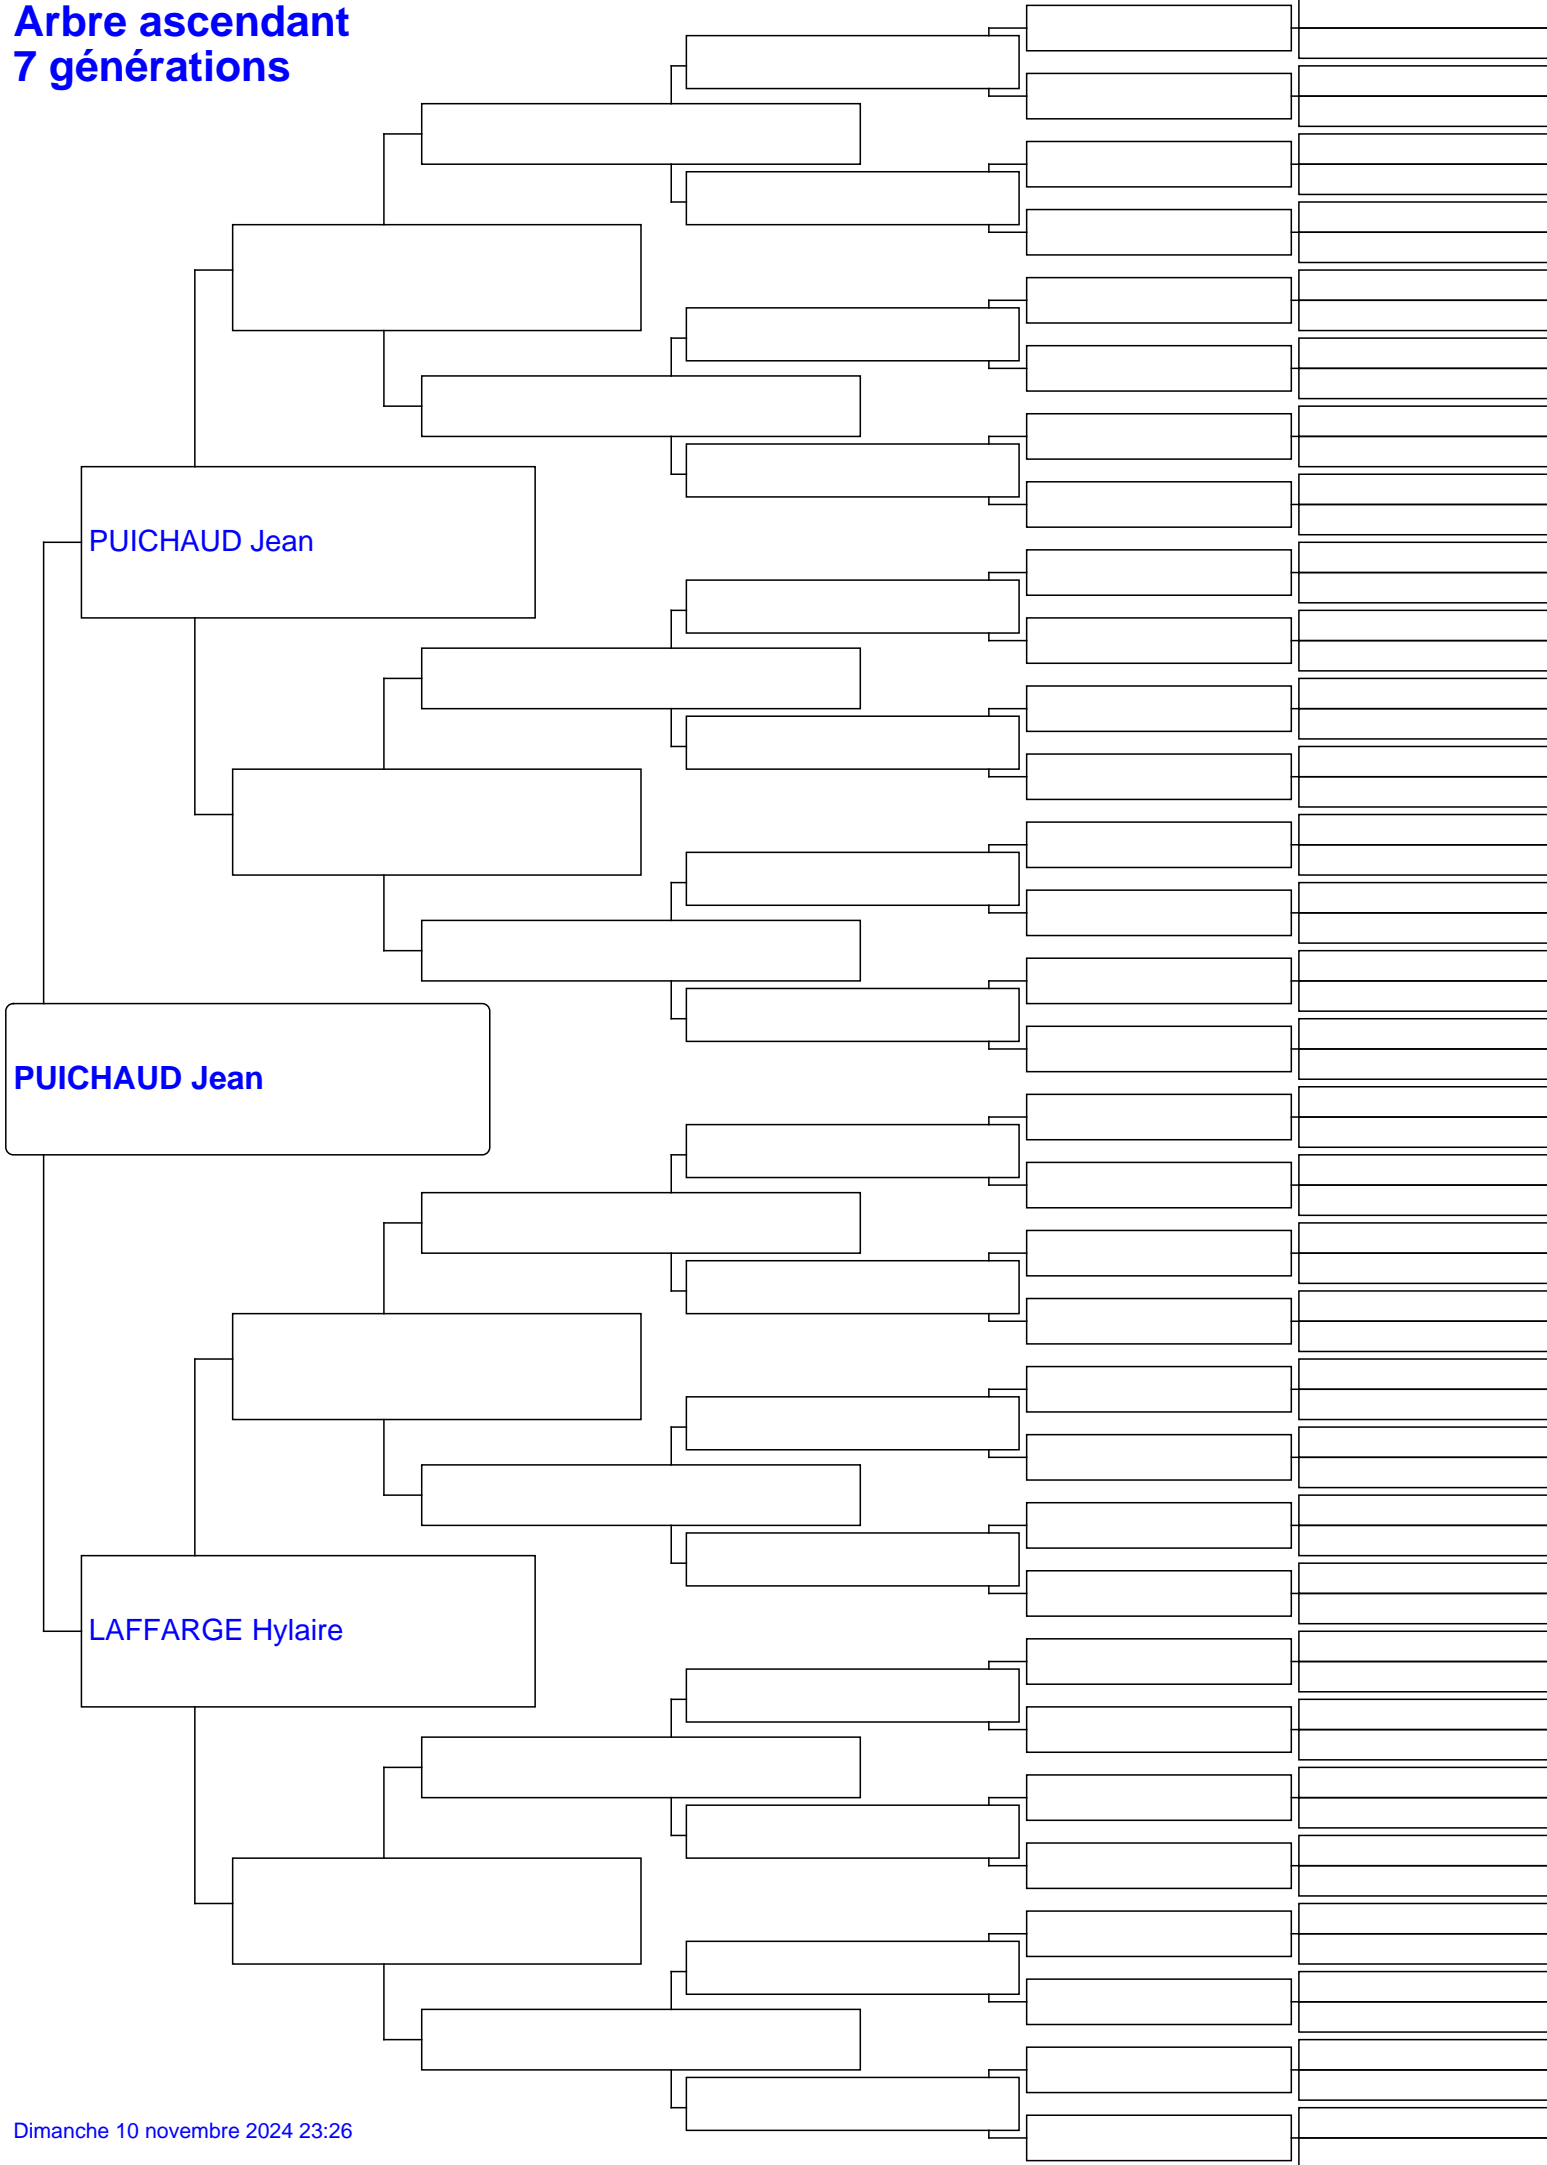 Arbre ascendant
7 générations
PUICHAUD Jean
PUICHAUD Jean
LAFFARGE Hylaire
Dimanche 10 novembre 2024 23:26